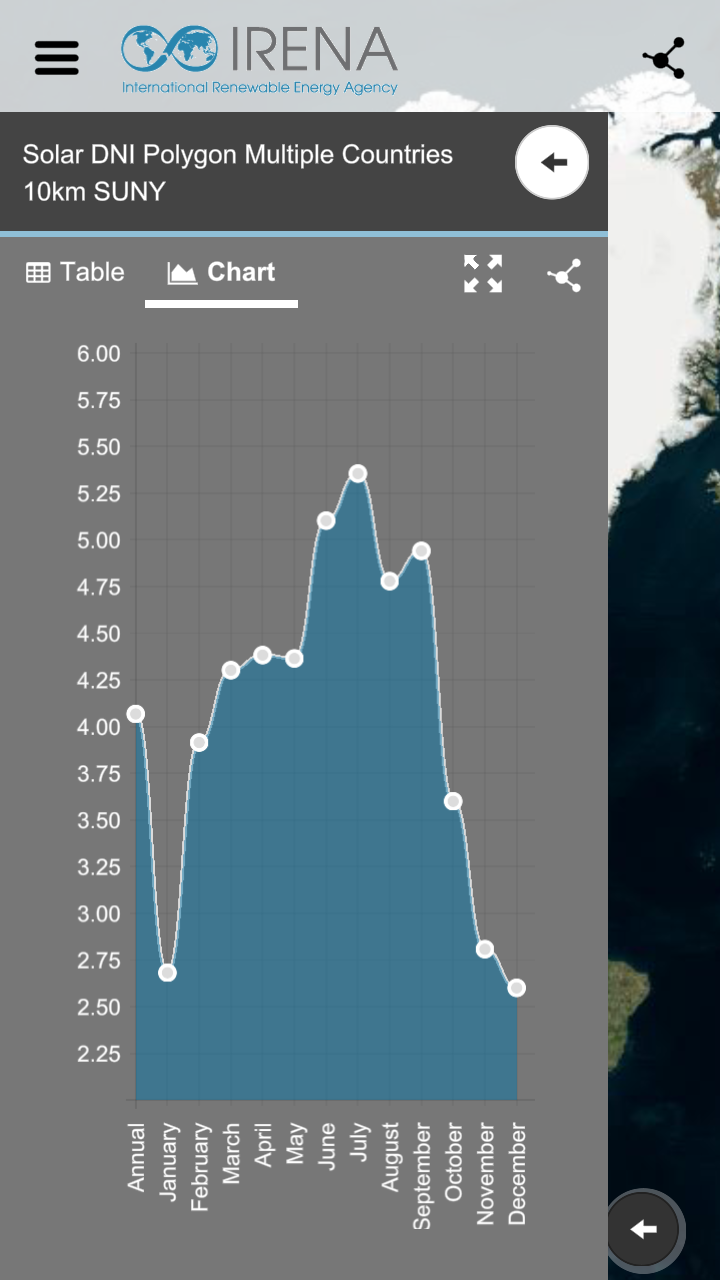 IRENA
International Renewable Energy Agency
Solar DNI Polygon Multiple Countries
10km SUNY
Table
Chart
6.00
5.75
5.50
5.25
5.00
4.75
4.50
4.25
4.00
3.75
3.50
3.25
3.00
2.75
2.50
2.25
Annual
January
February
March
April
May
June
July
August
September
October
November
December